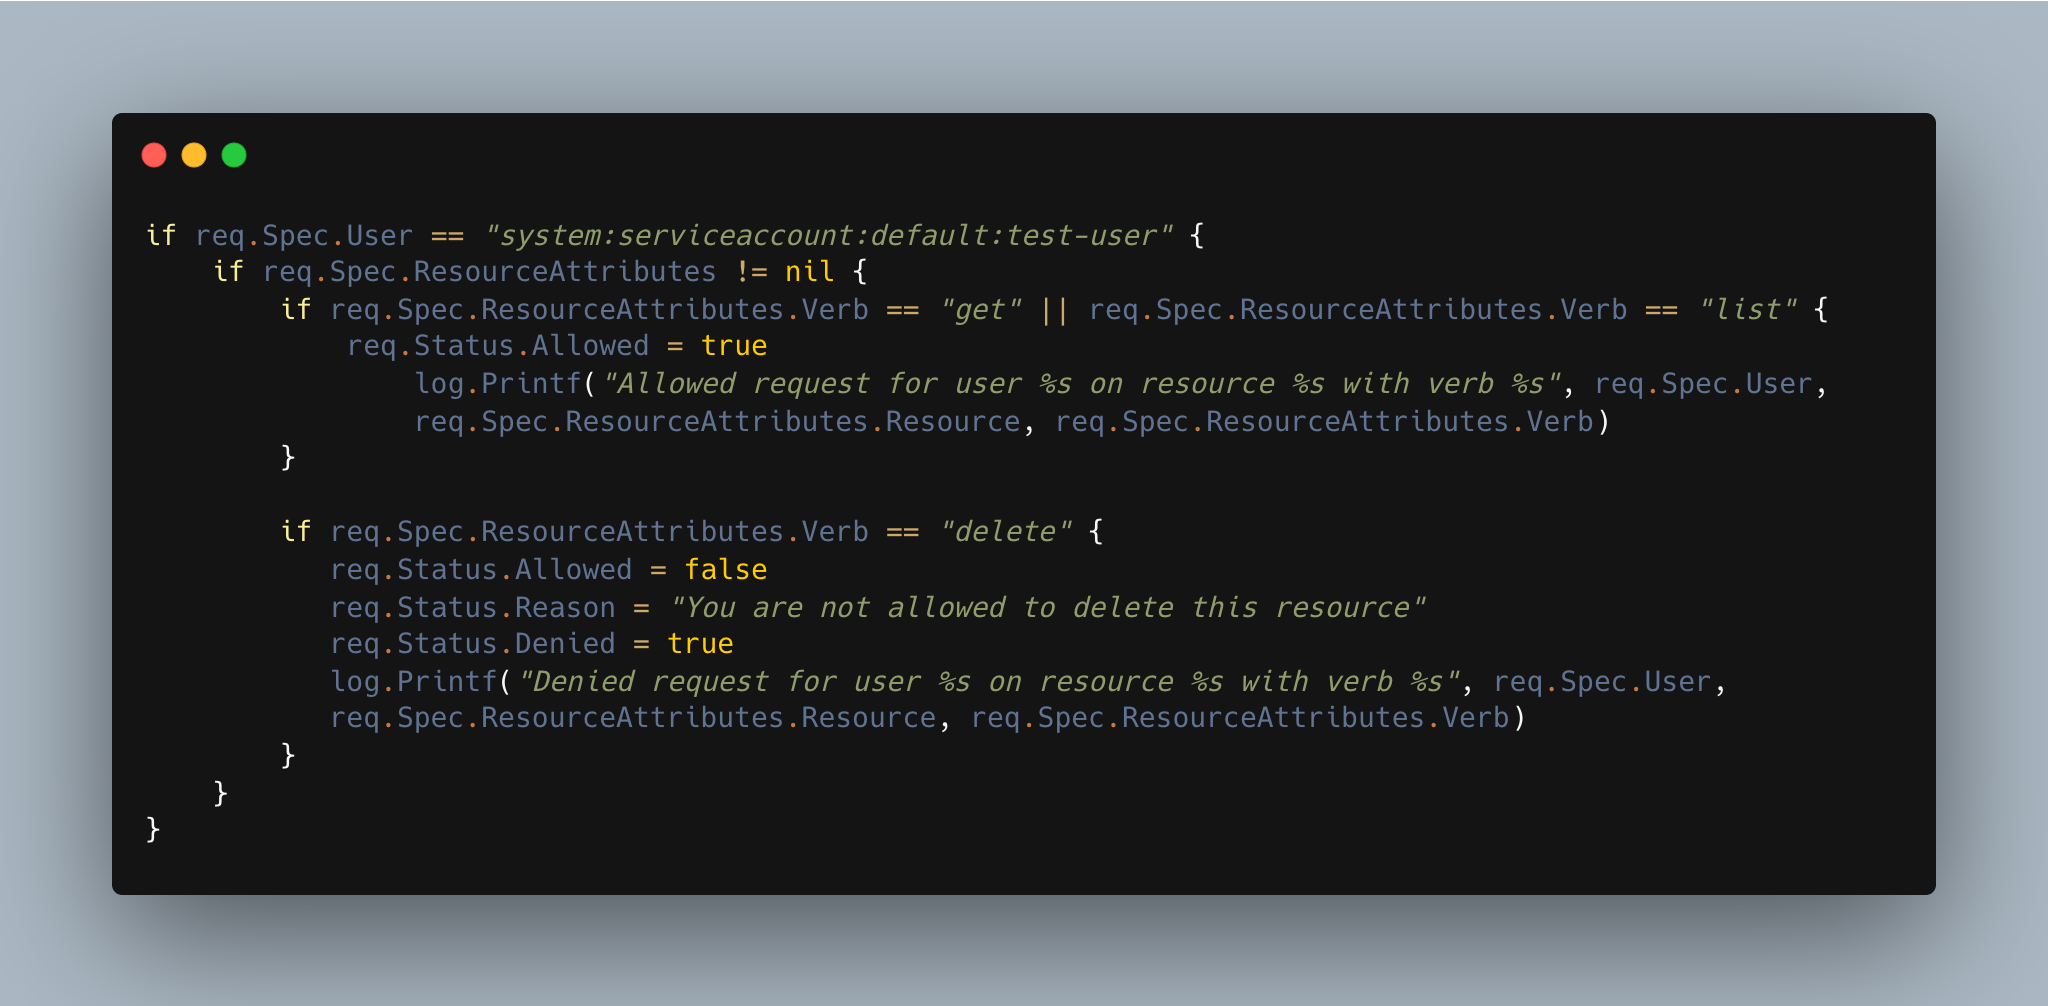 if req.Spec.User == "system:serviceaccount:default:test-user" {
    if req.Spec.ResourceAttributes != nil {
        if req.Spec.ResourceAttributes.Verb == "get" || req.Spec.ResourceAttributes.Verb == "list" {
            req.Status.Allowed = true
                log.Printf("Allowed request for user %s on resource %s with verb %s", req.Spec.User,
                req.Spec.ResourceAttributes.Resource, req.Spec.ResourceAttributes.Verb)
        }

        if req.Spec.ResourceAttributes.Verb == "delete" {
           req.Status.Allowed = false
           req.Status.Reason = "You are not allowed to delete this resource"
           req.Status.Denied = true
           log.Printf("Denied request for user %s on resource %s with verb %s", req.Spec.User,
           req.Spec.ResourceAttributes.Resource, req.Spec.ResourceAttributes.Verb)
        }
    }
}